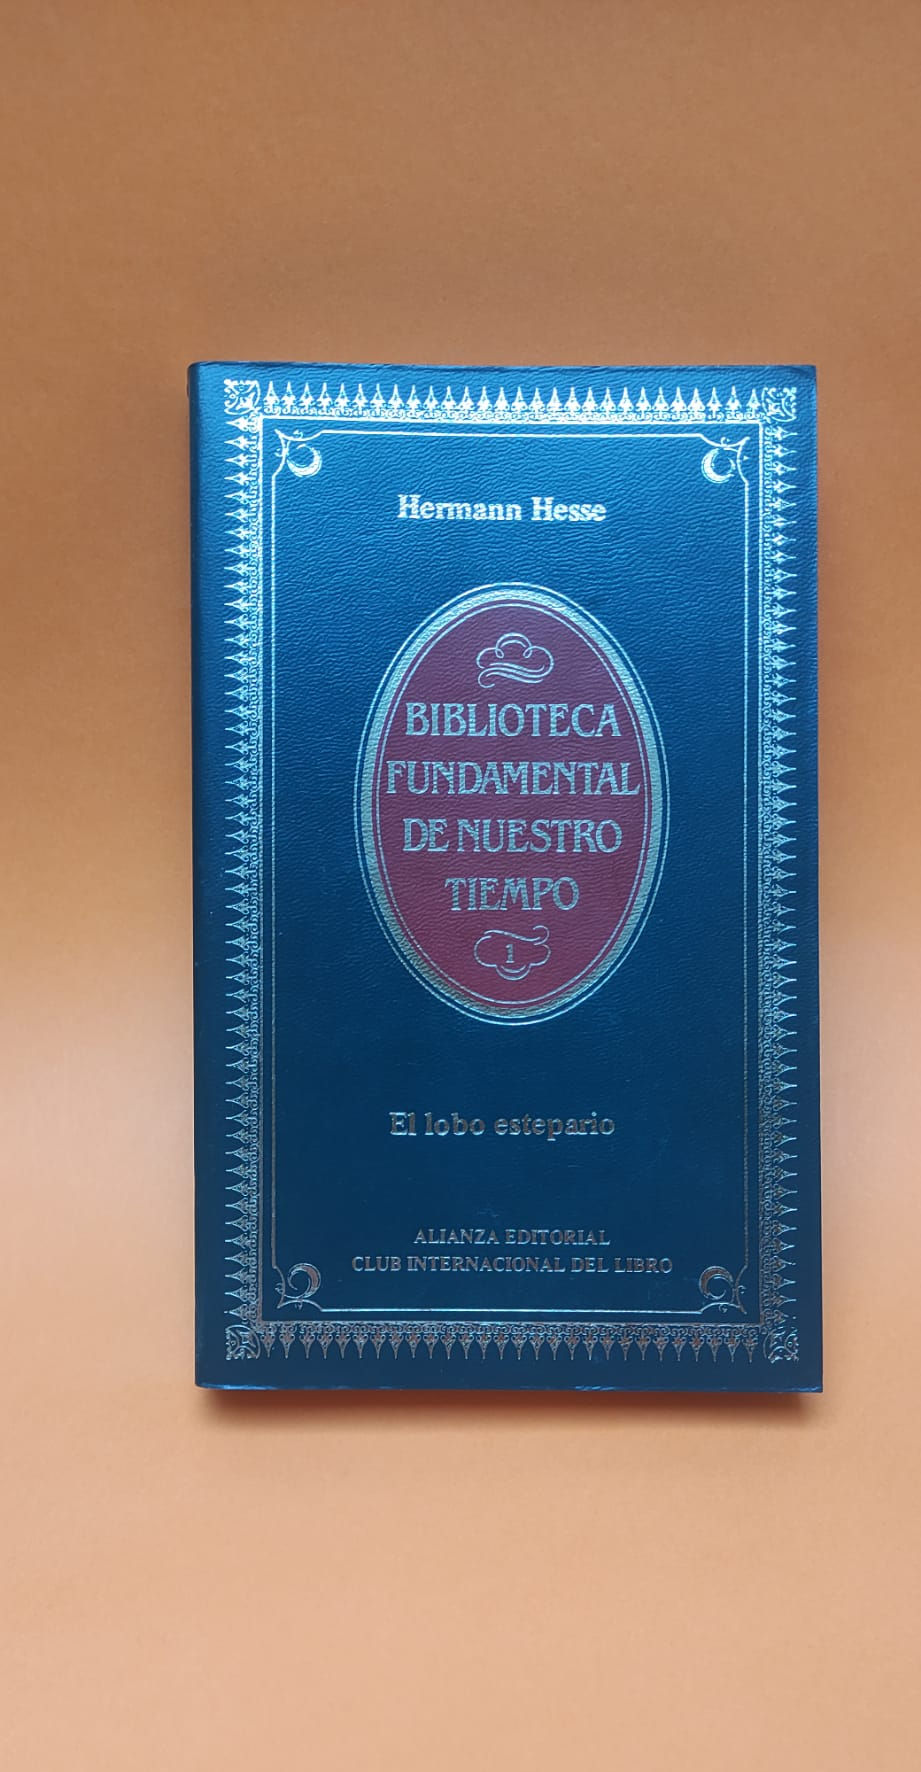 Hermann Hesse
BIBLIOTECA
FUNDAMENTAL
DE NUESTRO
TIEMPO
1
El lobo estepario
ALIANZA EDITORIAL
CLUB INTERNACIONAL DEL LIBRO